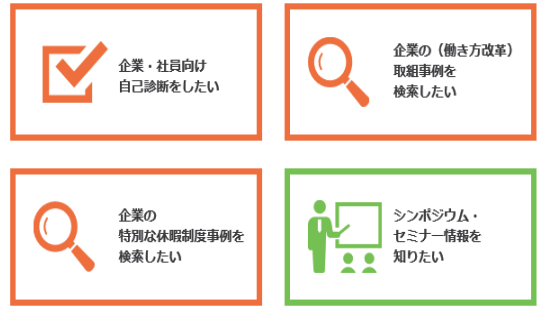 企業・社員向け
自己診断をしたい
企業の（働き方改革）
取組事例を
検索したい
企業の
特別な休暇制度事例を
検索したい
シンポジウム・
セミナー情報を
知りたい